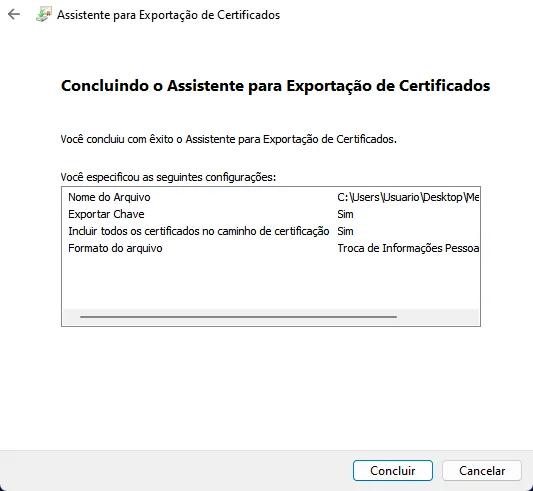 Assistente para Exportação de Certificados
Concluindo o Assistente para Exportação de Certificados
Você concluiu com êxito o Assistente para Exportação de Certificados.
Você especificou as seguintes configurações:
Nome do Arquivo C:\Users\Usuario\Desktop\Me
Exportar Chave Sim
Incluir todos os certificados no caminho de certificação Sim
Formato do arquivo Troca de Informações Pessoa
Concluir Cancelar